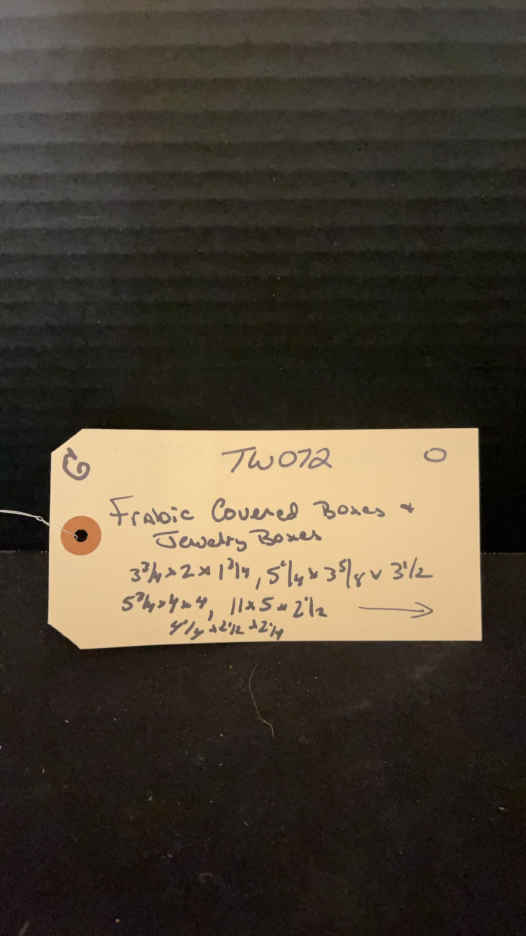 G TW072 O
Frabic Covered Boxes +
Jewelry Boxes
3 3/4 x 2 x 1 3/4, 5 1/4 x 3 5/8 x 3 1/2
5 3/4 x 4 x 4, 11 x 5 x 2 1/2
4 1/4 x 2 1/2 x 2 1/4